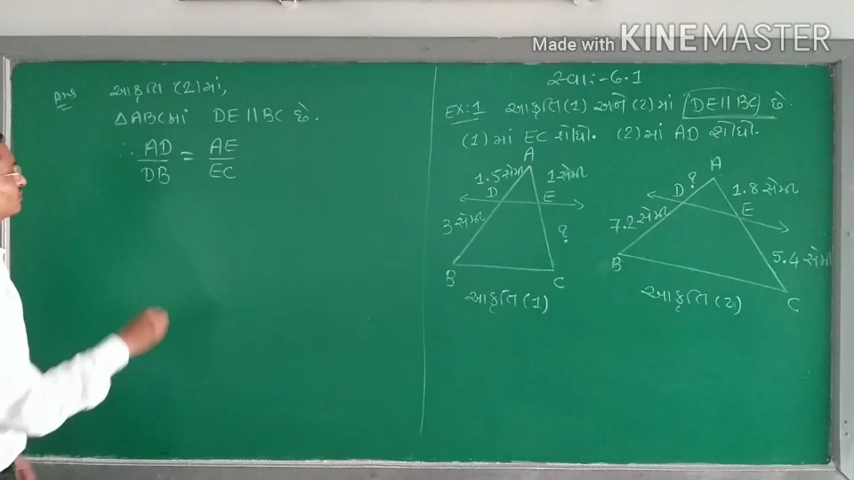 Made with KINEMASTER
Ans આકૃતિ (2) માં,
△ABCમાં DE || BC છે.
∴ AD/DB = AE/EC
સ્વા:-6.1
Ex:1 આકૃતિ (1) અને (2) માં DE || BC છે.
(1) માં EC શોધો. (2) માં AD શોધો.
A
1.5 સેમી 1 સેમી
D E
3 સેમી ?
B C
આકૃતિ (1)
A
? 1.8 સેમી
D E
7.2 સેમી 5.4 સેમી
B C
આકૃતિ (2)